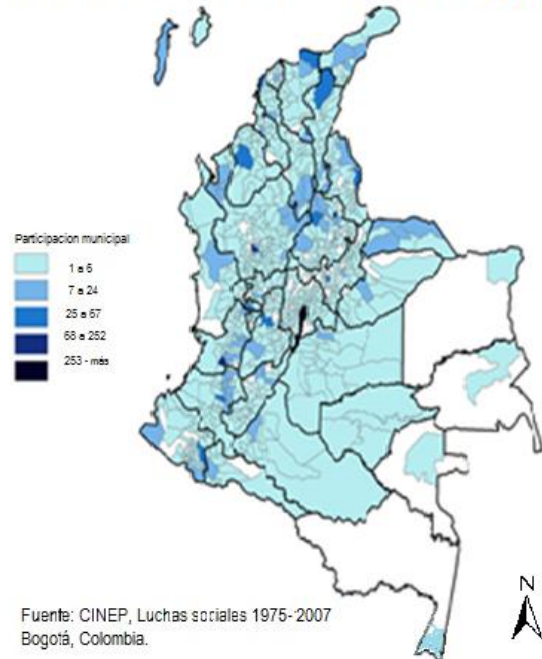 Participacion municipal
1 a 6
7 a 24
25 a 67
68 a 252
253 - más
N
Fuente: CINEP, Luchas sociales 1975-2007
Bogotá, Colombia.